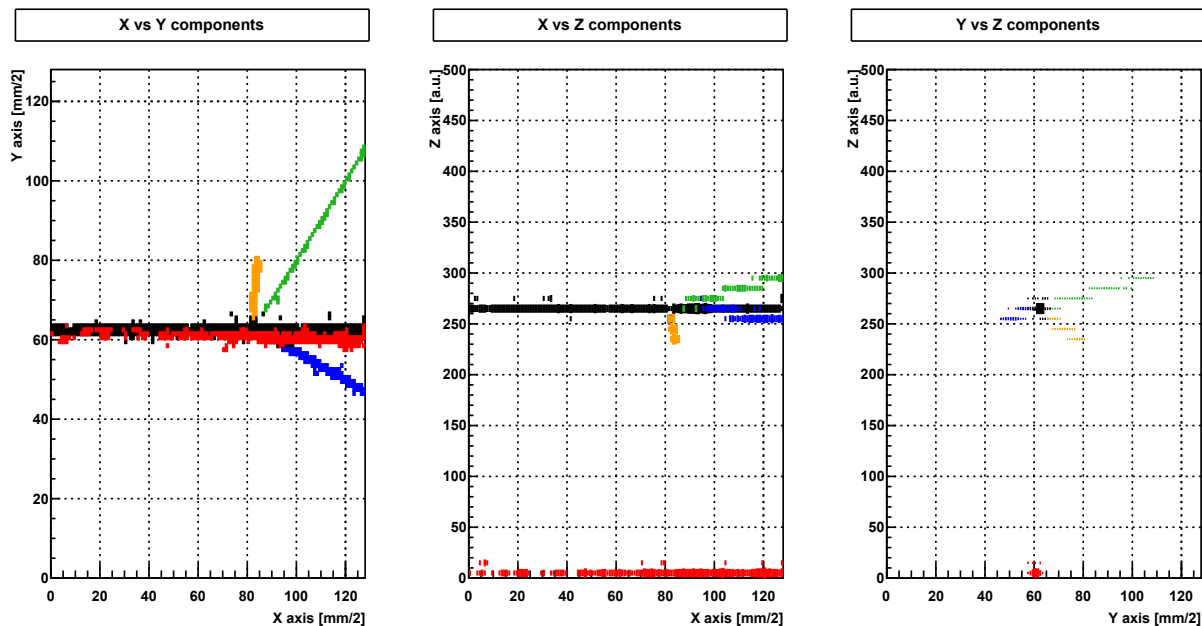 X vs Y components
X vs Z components
Y vs Z components
Y axis [mm/2]
120
100
80
60
40
20
0
0 20 40 60 80 100 120
X axis [mm/2]
Z axis [a.u.]
500
450
400
350
300
250
200
150
100
50
0
0 20 40 60 80 100 120
X axis [mm/2]
Z axis [a.u.]
500
450
400
350
300
250
200
150
100
50
0
0 20 40 60 80 100 120
Y axis [mm/2]